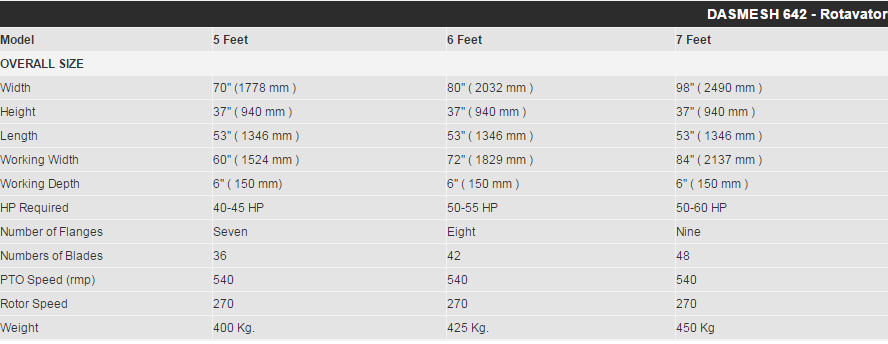 DASMESH 642 - Rotavator
Model 5 Feet 6 Feet 7 Feet
OVERALL SIZE
Width 70" (1778 mm ) 80" ( 2032 mm ) 98" ( 2490 mm )
Height 37" ( 940 mm ) 37" ( 940 mm ) 37" ( 940 mm )
Length 53" ( 1346 mm ) 53" ( 1346 mm ) 53" ( 1346 mm )
Working Width 60" ( 1524 mm ) 72" ( 1829 mm ) 84" ( 2137 mm )
Working Depth 6" ( 150 mm) 6" ( 150 mm ) 6" ( 150 mm )
HP Required 40-45 HP 50-55 HP 50-60 HP
Number of Flanges Seven Eight Nine
Numbers of Blades 36 42 48
PTO Speed (rmp) 540 540 540
Rotor Speed 270 270 270
Weight 400 Kg. 425 Kg. 450 Kg